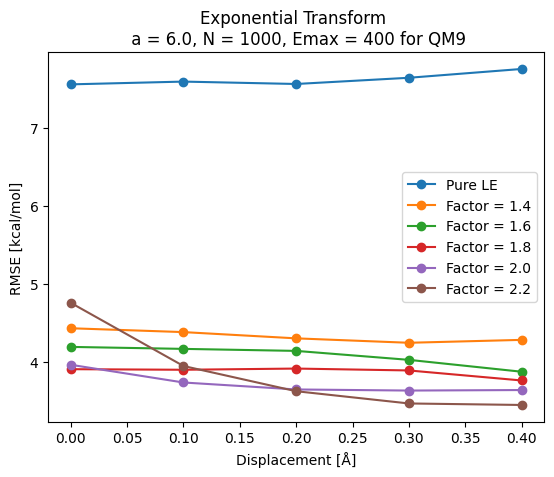 Exponential Transform
a = 6.0, N = 1000, Emax = 400 for QM9
RMSE [kcal/mol]
7
6
5
4
Pure LE
Factor = 1.4
Factor = 1.6
Factor = 1.8
Factor = 2.0
Factor = 2.2
0.00 0.05 0.10 0.15 0.20 0.25 0.30 0.35 0.40
Displacement [Å]